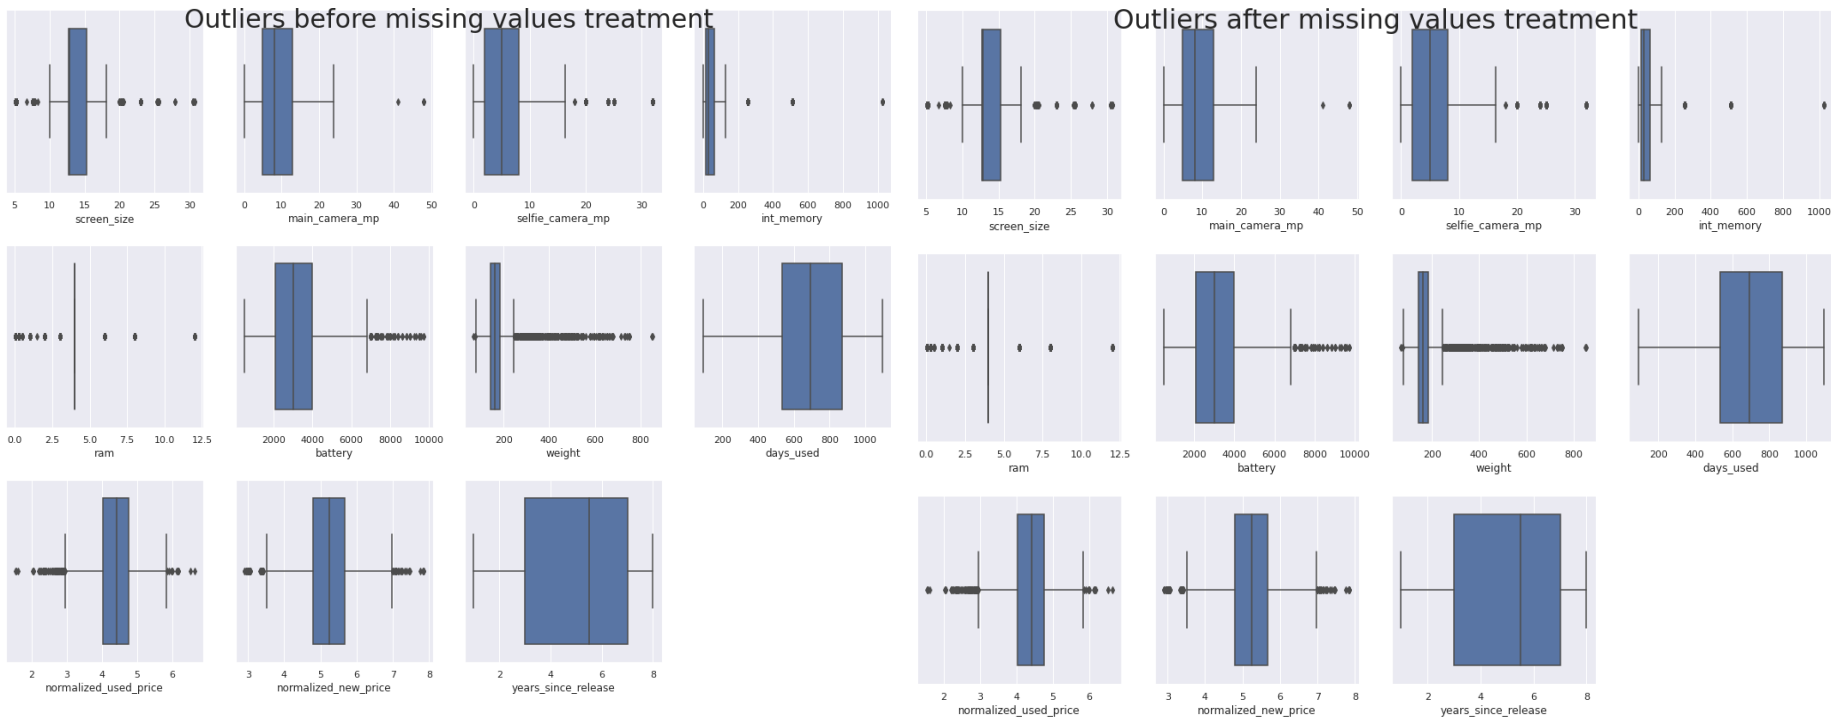 Outliers before missing values treatment
5 10 15 20 25 30
screen_size
0 10 20 30 40 50
main_camera_mp
0 10 20 30
selfie_camera_mp
0 200 400 600 800 1000
int_memory
0.0 2.5 5.0 7.5 10.0 12.5
ram
2000 4000 6000 8000 10000
battery
200 400 600 800
weight
200 400 600 800 1000
days_used
2 3 4 5 6
normalized_used_price
3 4 5 6 7 8
normalized_new_price
2 4 6 8
years_since_release
Outliers after missing values treatment
5 10 15 20 25 30
screen_size
0 10 20 30 40 50
main_camera_mp
0 10 20 30
selfie_camera_mp
0 200 400 600 800 1000
int_memory
0.0 2.5 5.0 7.5 10.0 12.5
ram
2000 4000 6000 8000 10000
battery
200 400 600 800
weight
200 400 600 800 1000
days_used
2 3 4 5 6
normalized_used_price
3 4 5 6 7 8
normalized_new_price
2 4 6 8
years_since_release